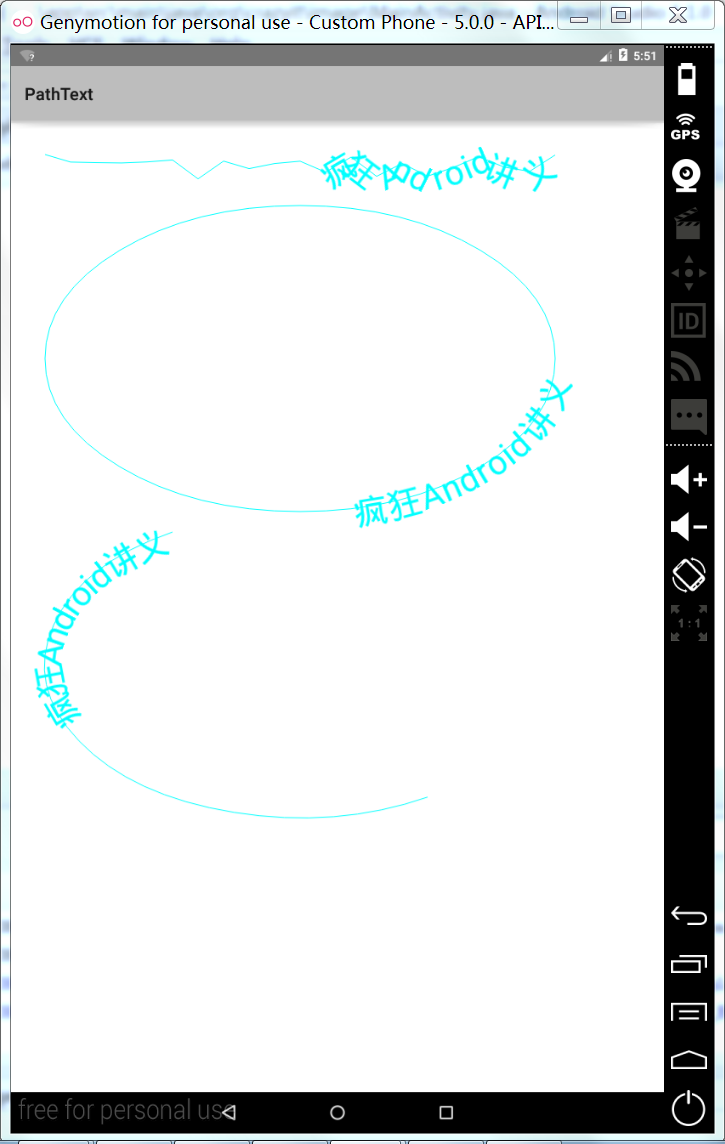 Genymotion for personal use - Custom Phone - 5.0.0 - API...
5:51
PathText
GPS
疯狂Android讲义
ID
疯狂Android讲义
疯狂Android讲义
1:1
free for personal use